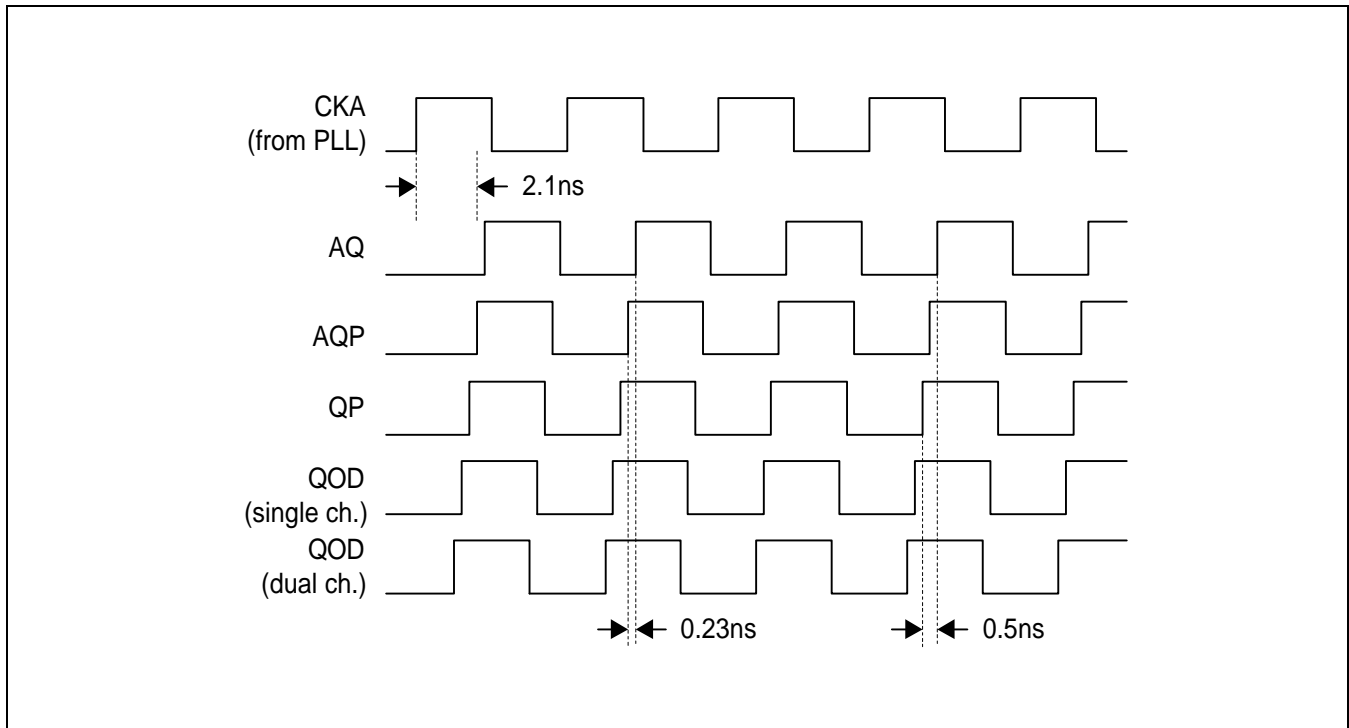 CKA
(from PLL)
2.1ns
AQ
AQP
QP
QOD
(single ch.)
QOD
(dual ch.)
0.23ns
0.5ns